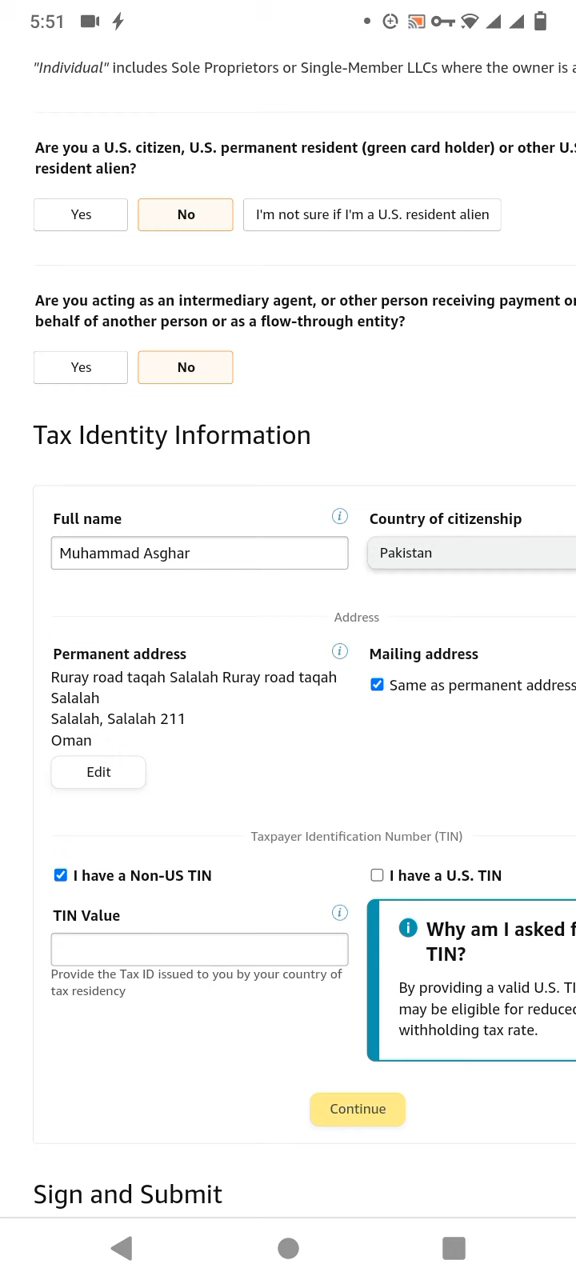 5:51
"Individual" includes Sole Proprietors or Single-Member LLCs where the owner is a
Are you a U.S. citizen, U.S. permanent resident (green card holder) or other U.S
resident alien?
Yes
No
I'm not sure if I'm a U.S. resident alien
Are you acting as an intermediary agent, or other person receiving payment on
behalf of another person or as a flow-through entity?
Yes
No
Tax Identity Information
Full name
Country of citizenship
Muhammad Asghar
Pakistan
Address
Permanent address
Mailing address
Ruray road taqah Salalah Ruray road taqah
Salalah
Salalah, Salalah 211
Oman
Same as permanent address
Edit
Taxpayer Identification Number (TIN)
I have a Non-US TIN
I have a U.S. TIN
TIN Value
Provide the Tax ID issued to you by your country of
tax residency
Why am I asked f
TIN?
By providing a valid U.S. TI
may be eligible for reduced
withholding tax rate.
Continue
Sign and Submit